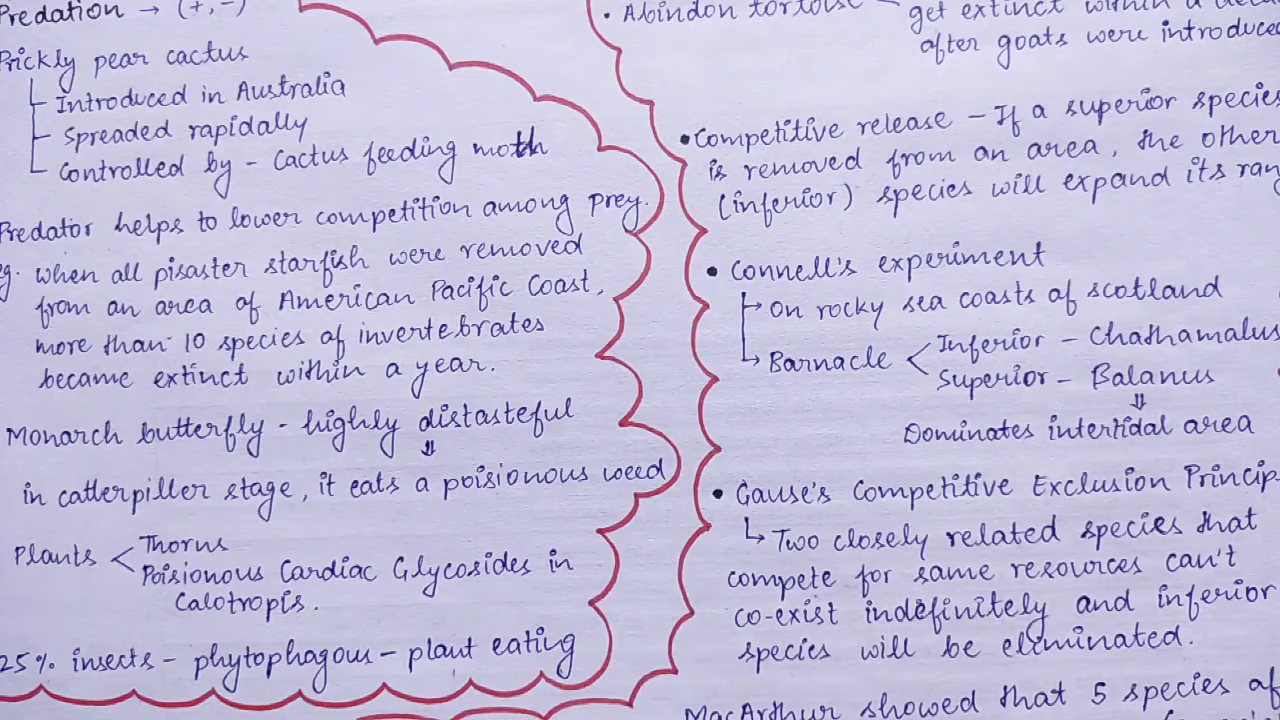 Predation → (+,-)
Prickly pear cactus
Introduced in Australia
Spreaded rapidally
Controlled by - Cactus feeding moth
Predator helps to lower competition among prey.
eg. when all pisaster starfish were removed
from an area of American Pacific Coast,
more than 10 species of invertebrates
became extinct within a year.
Monarch butterfly - highly distasteful
⇓
in catterpiller stage, it eats a poisionous weed
Plants < Thorns
Poisionous Cardiac Glycosides in
Calotropis.
25% insects - phytophagous - plant eating
• Abindon tortoise -
get extinct within a
after goats were introduced
• Competitive release - If a superior species
is removed from an area, the other
(inferior) species will expand its ran
• Connell's experiment
On rocky sea coasts of scotland
Barnacle < Inferior - Chathamalus
Superior - Balanus
⇓
Dominates intertidal area
• Gause's Competitive Exclusion Princip
Two closely related species that
compete for same resources can't
co-exist indefinitely and inferior
species will be eliminated.
MacArthur showed that 5 species of